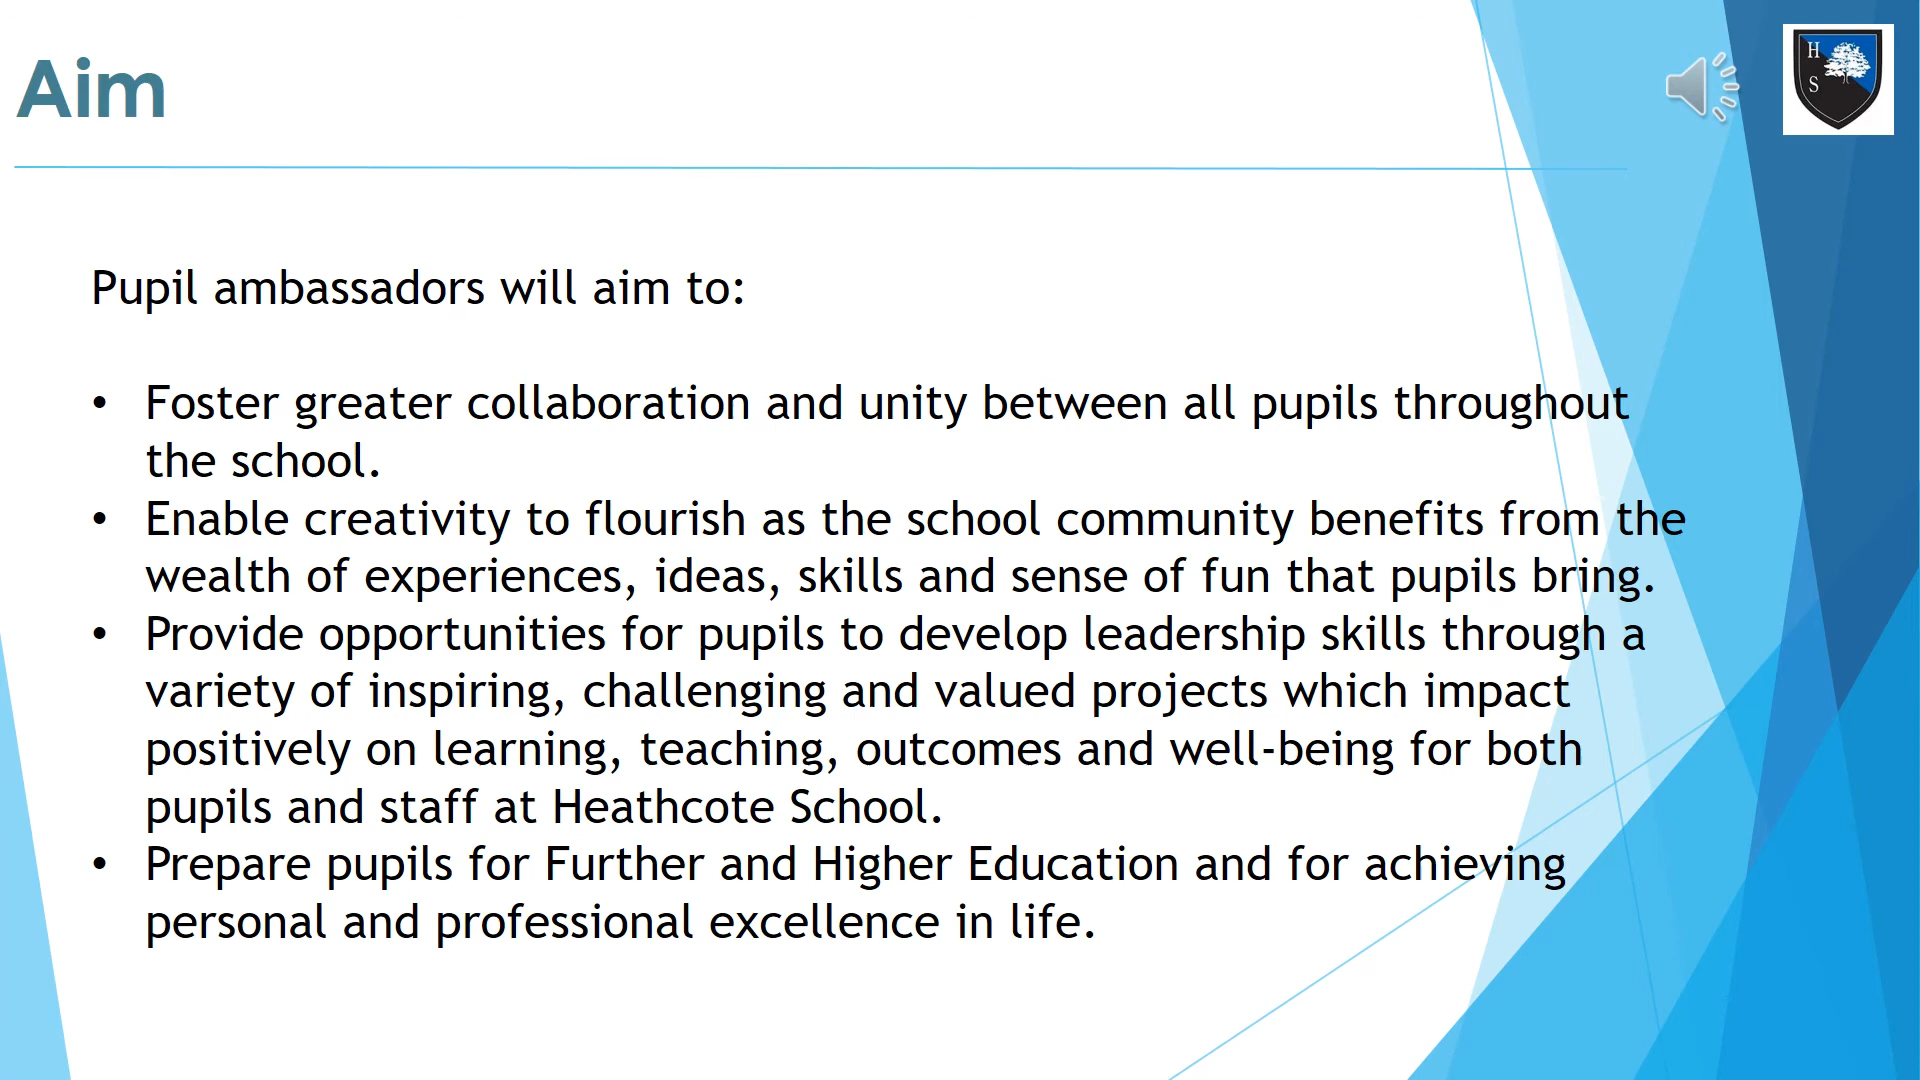 Aim
H
S
Pupil ambassadors will aim to:
• Foster greater collaboration and unity between all pupils throughout
the school.
• Enable creativity to flourish as the school community benefits from the
wealth of experiences, ideas, skills and sense of fun that pupils bring.
• Provide opportunities for pupils to develop leadership skills through a
variety of inspiring, challenging and valued projects which impact
positively on learning, teaching, outcomes and well-being for both
pupils and staff at Heathcote School.
• Prepare pupils for Further and Higher Education and for achieving
personal and professional excellence in life.